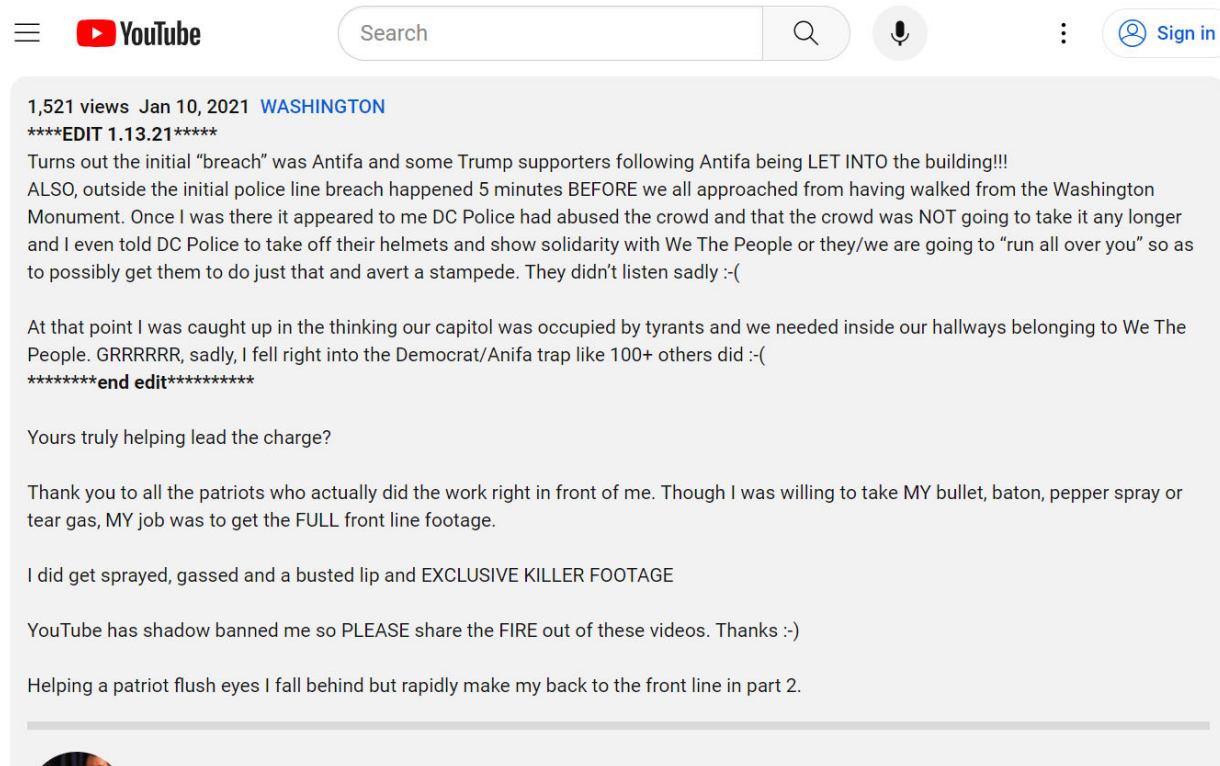 YouTube
Search
Sign in
1,521 views Jan 10, 2021 WASHINGTON
****EDIT 1.13.21*****
Turns out the initial “breach” was Antifa and some Trump supporters following Antifa being LET INTO the building!!!
ALSO, outside the initial police line breach happened 5 minutes BEFORE we all approached from having walked from the Washington
Monument. Once I was there it appeared to me DC Police had abused the crowd and that the crowd was NOT going to take it any longer
and I even told DC Police to take off their helmets and show solidarity with We The People or they/we are going to “run all over you” so as
to possibly get them to do just that and avert a stampede. They didn’t listen sadly :-(
At that point I was caught up in the thinking our capitol was occupied by tyrants and we needed inside our hallways belonging to We The
People. GRRRRRR, sadly, I fell right into the Democrat/Anifa trap like 100+ others did :-(
********end edit**********
Yours truly helping lead the charge?
Thank you to all the patriots who actually did the work right in front of me. Though I was willing to take MY bullet, baton, pepper spray or
tear gas, MY job was to get the FULL front line footage.
I did get sprayed, gassed and a busted lip and EXCLUSIVE KILLER FOOTAGE
YouTube has shadow banned me so PLEASE share the FIRE out of these videos. Thanks :-)
Helping a patriot flush eyes I fall behind but rapidly make my back to the front line in part 2.